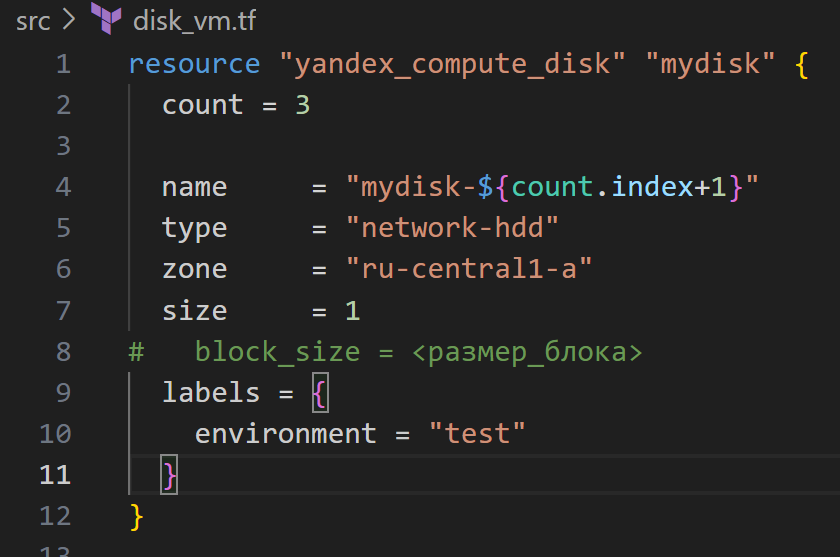 src > disk_vm.tf
1 resource "yandex_compute_disk" "mydisk" {
2   count = 3
3
4   name     = "mydisk-${count.index+1}"
5   type     = "network-hdd"
6   zone     = "ru-central1-a"
7   size     = 1
8 #   block_size = <размер_блока>
9   labels = {
10     environment = "test"
11   }
12 }
13